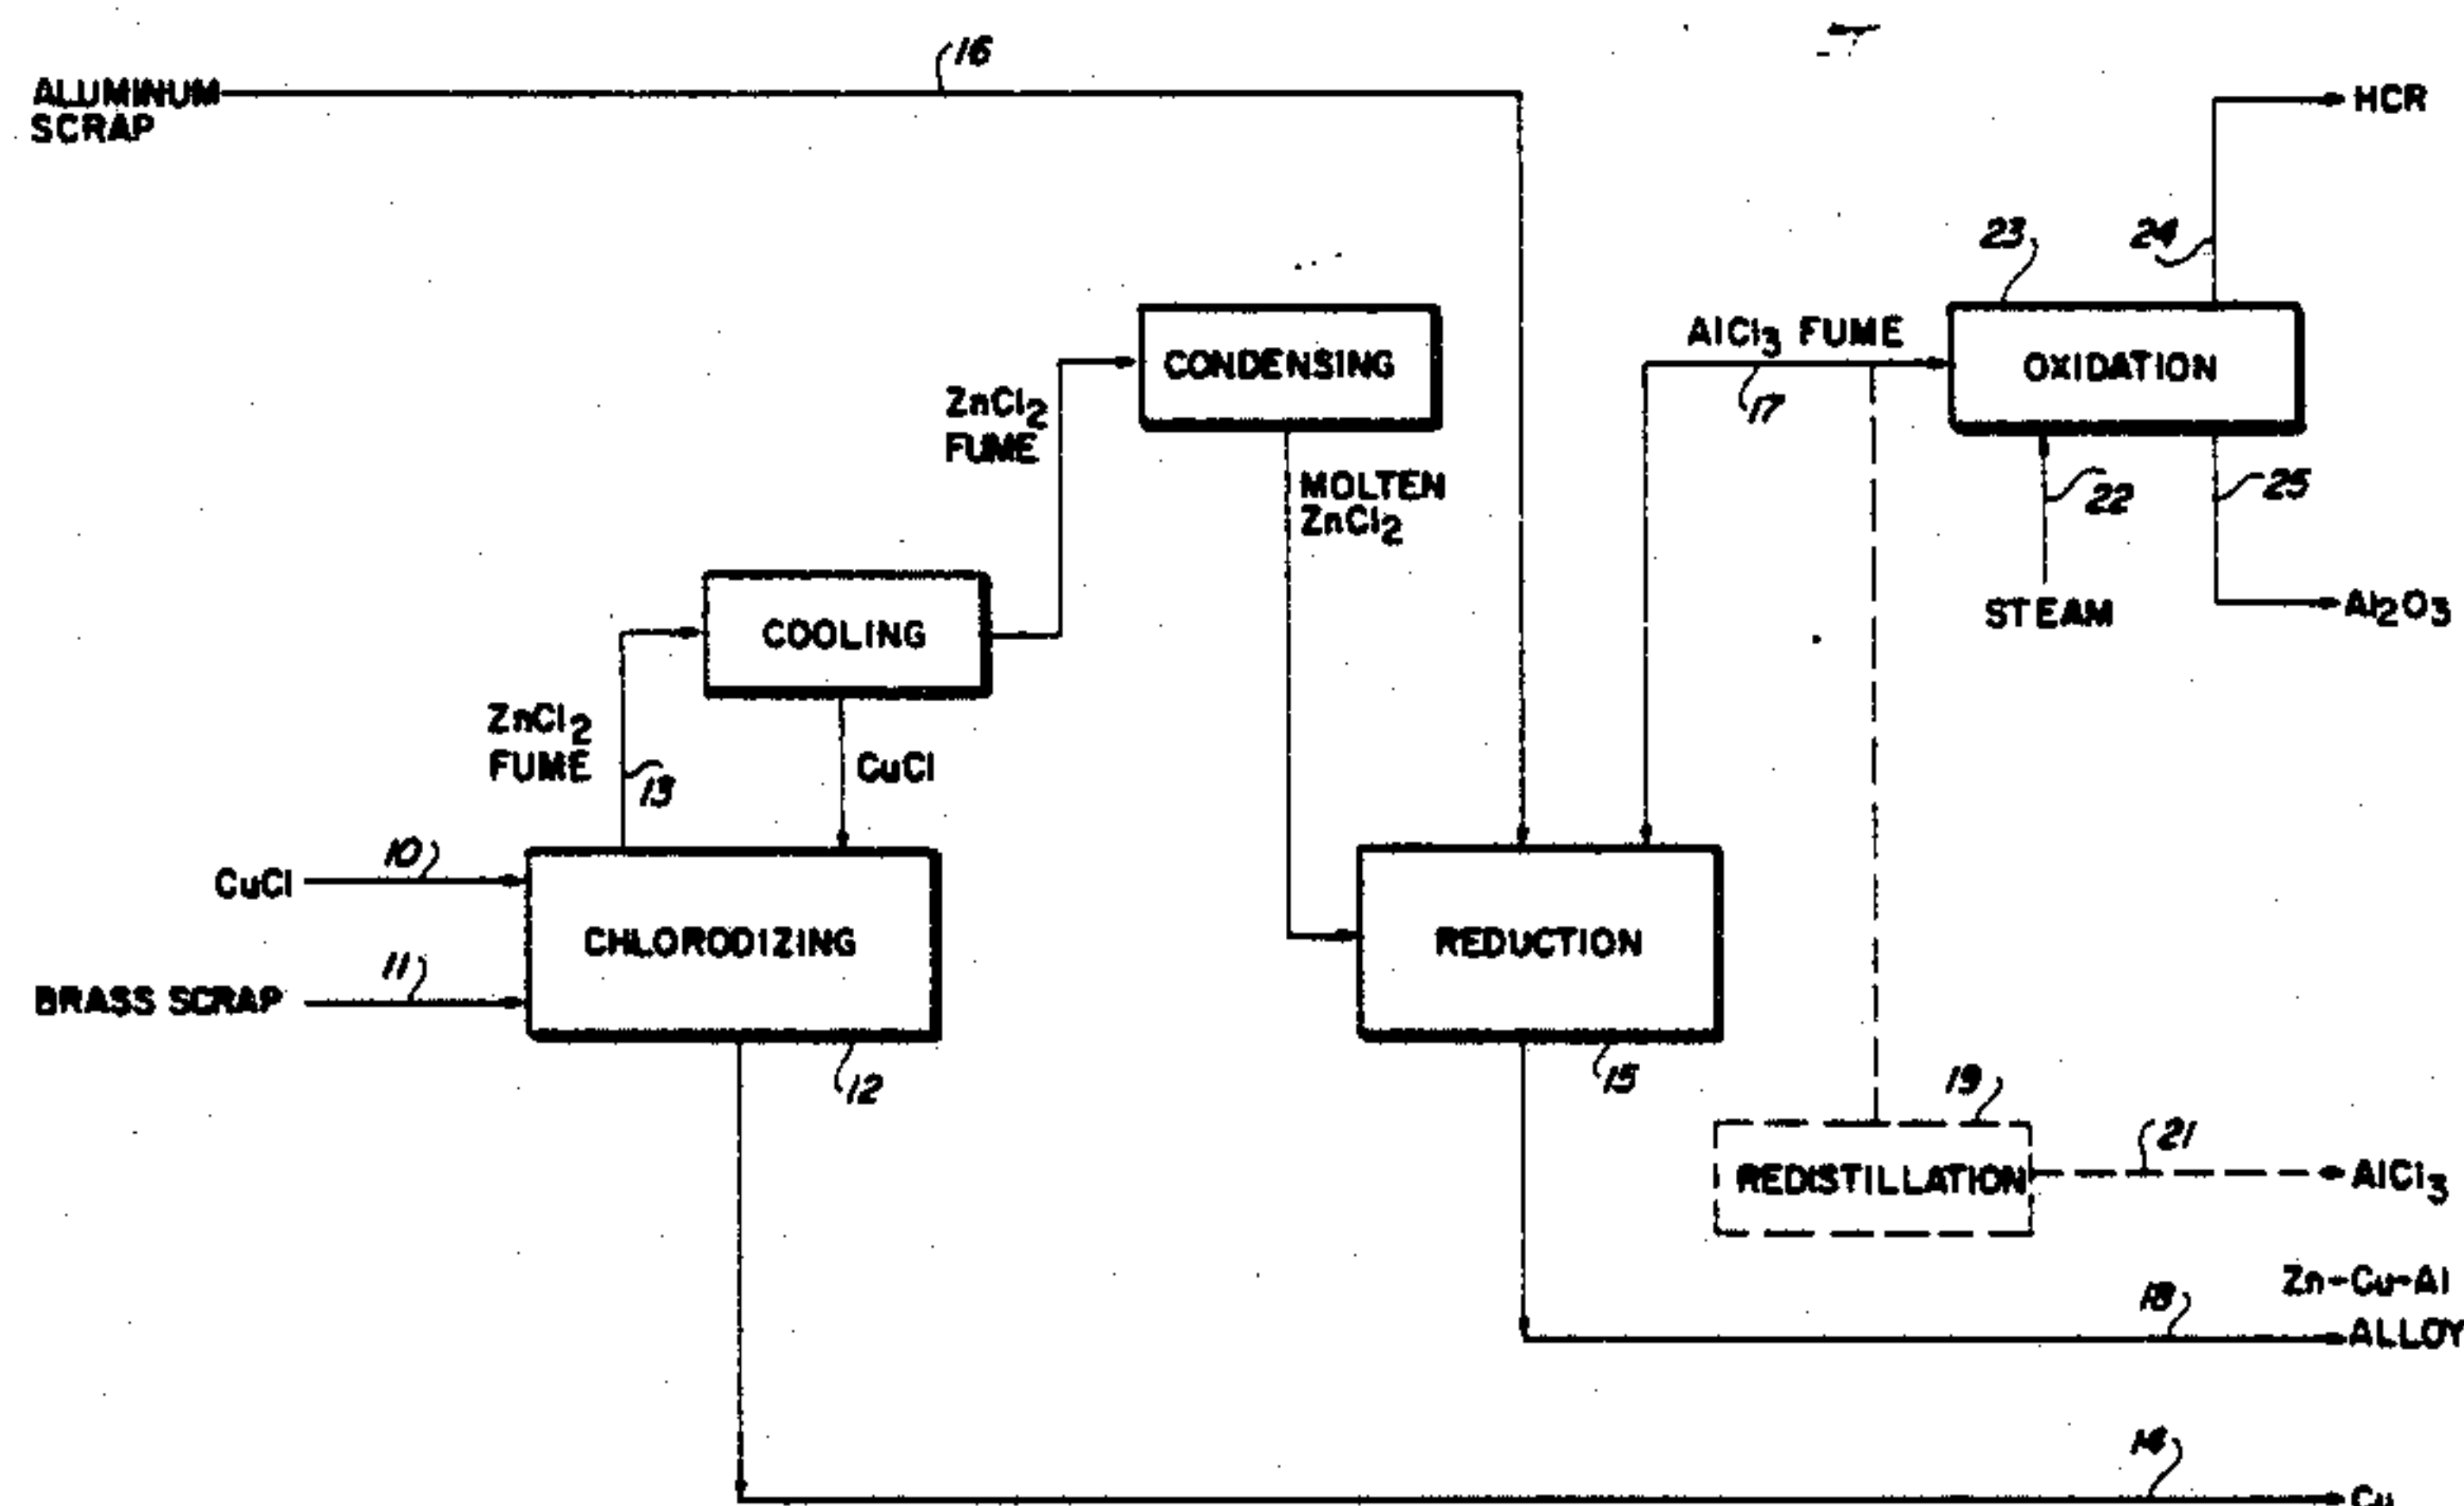 16
ALUMINUM
SCRAP
HCR
23
24
AlCl3 FUME
CONDENSING
OXIDATION
ZnCl2
FUME
17
MOLTEN
ZnCl2
22
25
STEAM
Al2O3
COOLING
ZnCl2
FUME
13
CuCl
10
CuCl
CHLORODIZING
REDUCTION
11
BRASS SCRAP
12
15
19
21
REDISTILLATION
AlCl3
Zn-Cu-Al
18
ALLOY
14
Cu